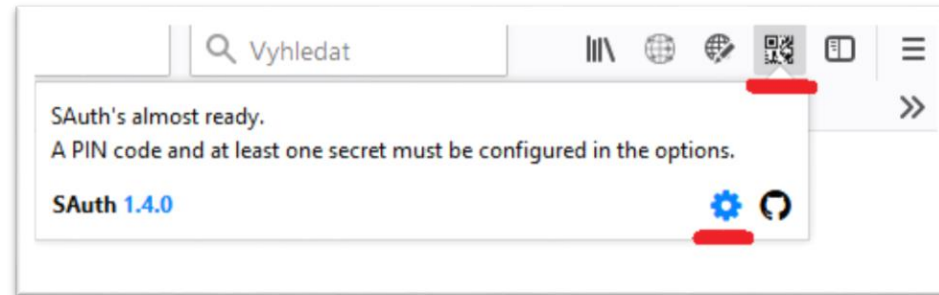 Vyhledat
SAuth's almost ready.
A PIN code and at least one secret must be configured in the options.
SAuth 1.4.0